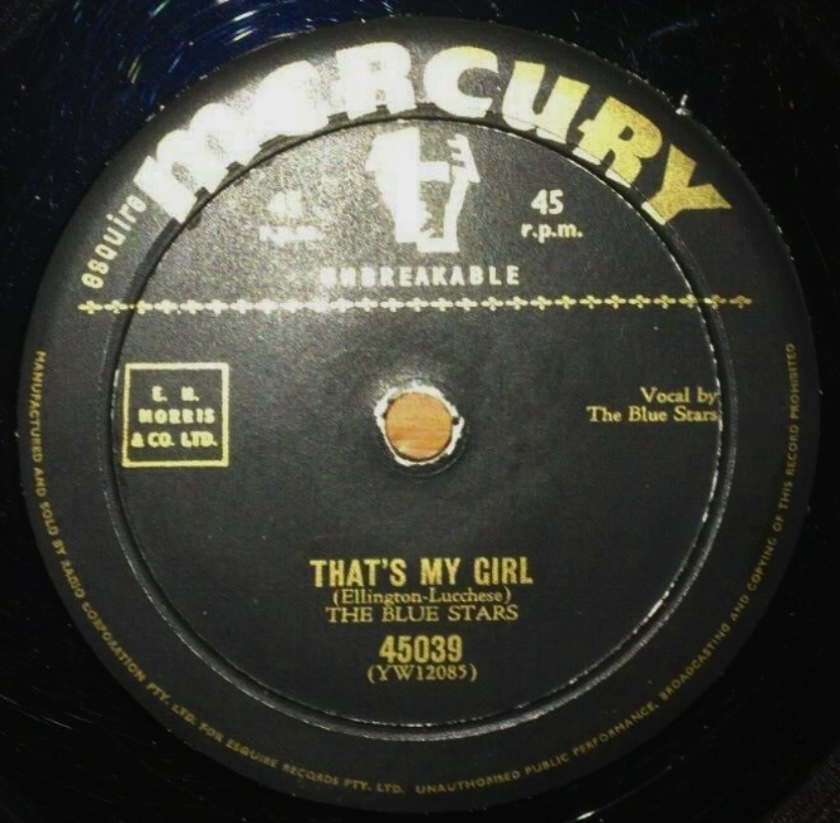 esquire
MERCURY
45
r.p.m.
45
r.p.m.
UNBREAKABLE
E. H.
MORRIS
& CO. LTD.
Vocal by
The Blue Stars
THAT'S MY GIRL
(Ellington-Lucchese)
THE BLUE STARS
45039
(YW12085)
MANUFACTURED AND SOLD BY RADIO CORPORATION PTY. LTD. FOR ESQUIRE RECORDS PTY. LTD. UNAUTHORISED PUBLIC PERFORMANCE, BROADCASTING AND COPYING OF THIS RECORD PROHIBITED